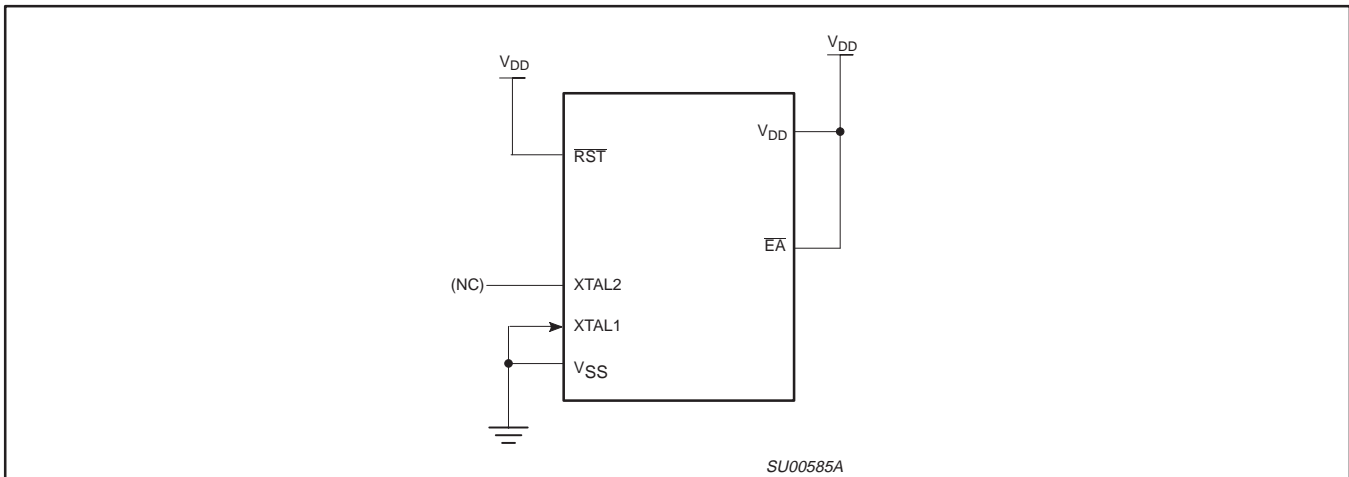 VDD
VDD
VDD
RST
EA
(NC)
XTAL2
XTAL1
VSS
SU00585A